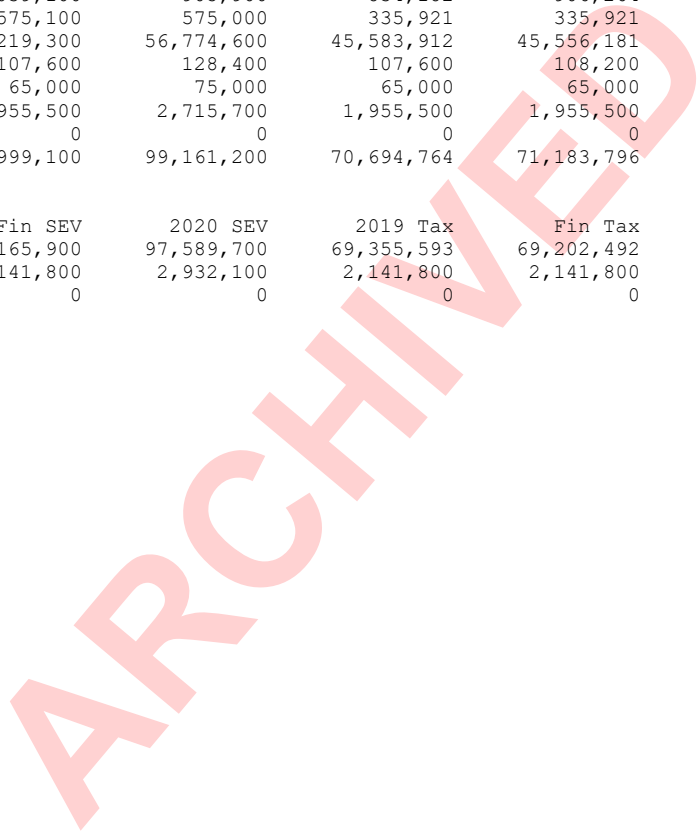 575,100 575,000 335,921 335,921
219,300 56,774,600 45,583,912 45,556,181
107,600 128,400 107,600 108,200
65,000 75,000 65,000 65,000
955,500 2,715,700 1,955,500 1,955,500
0 0 0 0
999,100 99,161,200 70,694,764 71,183,796
Fin SEV 2020 SEV 2019 Tax Fin Tax
165,900 97,589,700 69,355,593 69,202,492
141,800 2,932,100 2,141,800 2,141,800
0 0 0 0
ARCHIVED